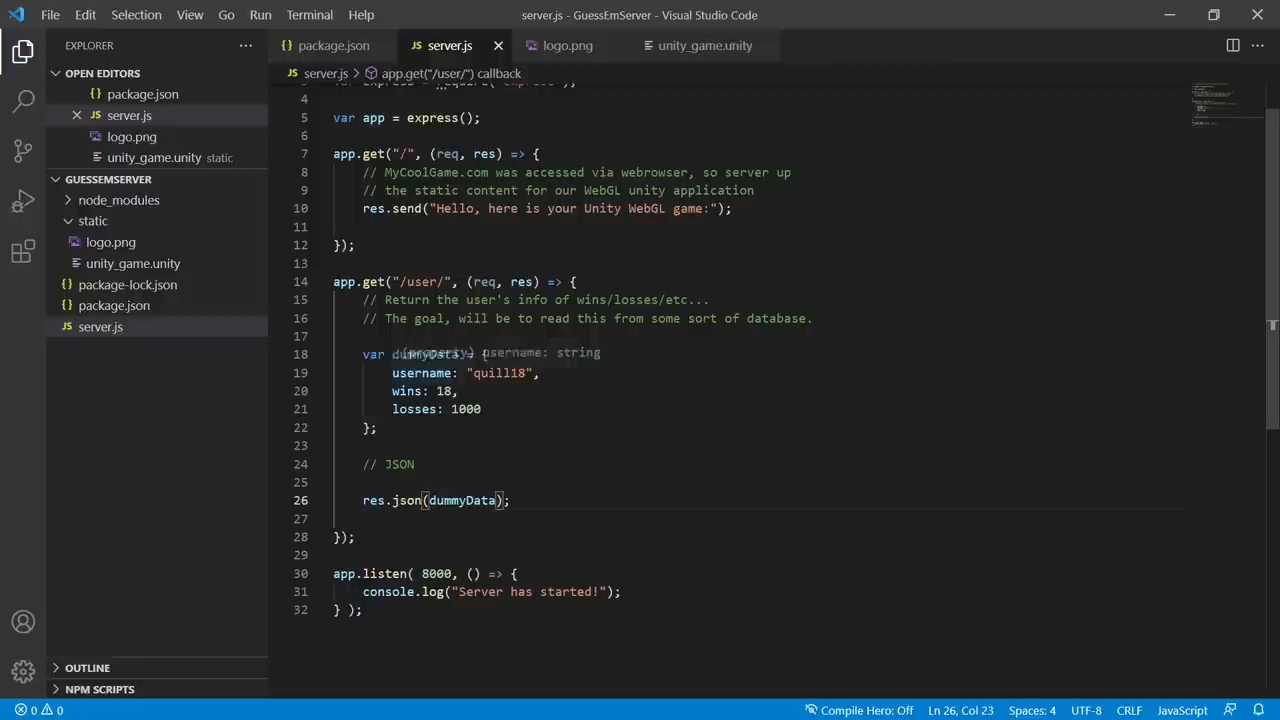 File Edit Selection View Go Run Terminal Help
server.js - GuessEmServer - Visual Studio Code
EXPLORER
OPEN EDITORS
package.json
server.js
logo.png
unity_game.unity static
GUESSEMSERVER
node_modules
static
logo.png
unity_game.unity
package-lock.json
package.json
server.js
OUTLINE
NPM SCRIPTS
package.json server.js logo.png unity_game.unity
server.js > app.get("/user/") callback
4
5 var app = express();
6
7 app.get("/", (req, res) => {
8 // MyCoolGame.com was accessed via webrowser, so server up
9 // the static content for our WebGL unity application
10 res.send("Hello, here is your Unity WebGL game:");
11
12 });
13
14 app.get("/user/", (req, res) => {
15 // Return the user's info of wins/losses/etc...
16 // The goal, will be to read this from some sort of database.
17
18 var dummyData = {
(property) username: string
19 username: "quill18",
20 wins: 18,
21 losses: 1000
22 };
23
24 // JSON
25
26 res.json(dummyData);
27
28 });
29
30 app.listen( 8000, () => {
31 console.log("Server has started!");
32 } );
0 0 Compile Hero: Off Ln 26, Col 23 Spaces: 4 UTF-8 CRLF JavaScript